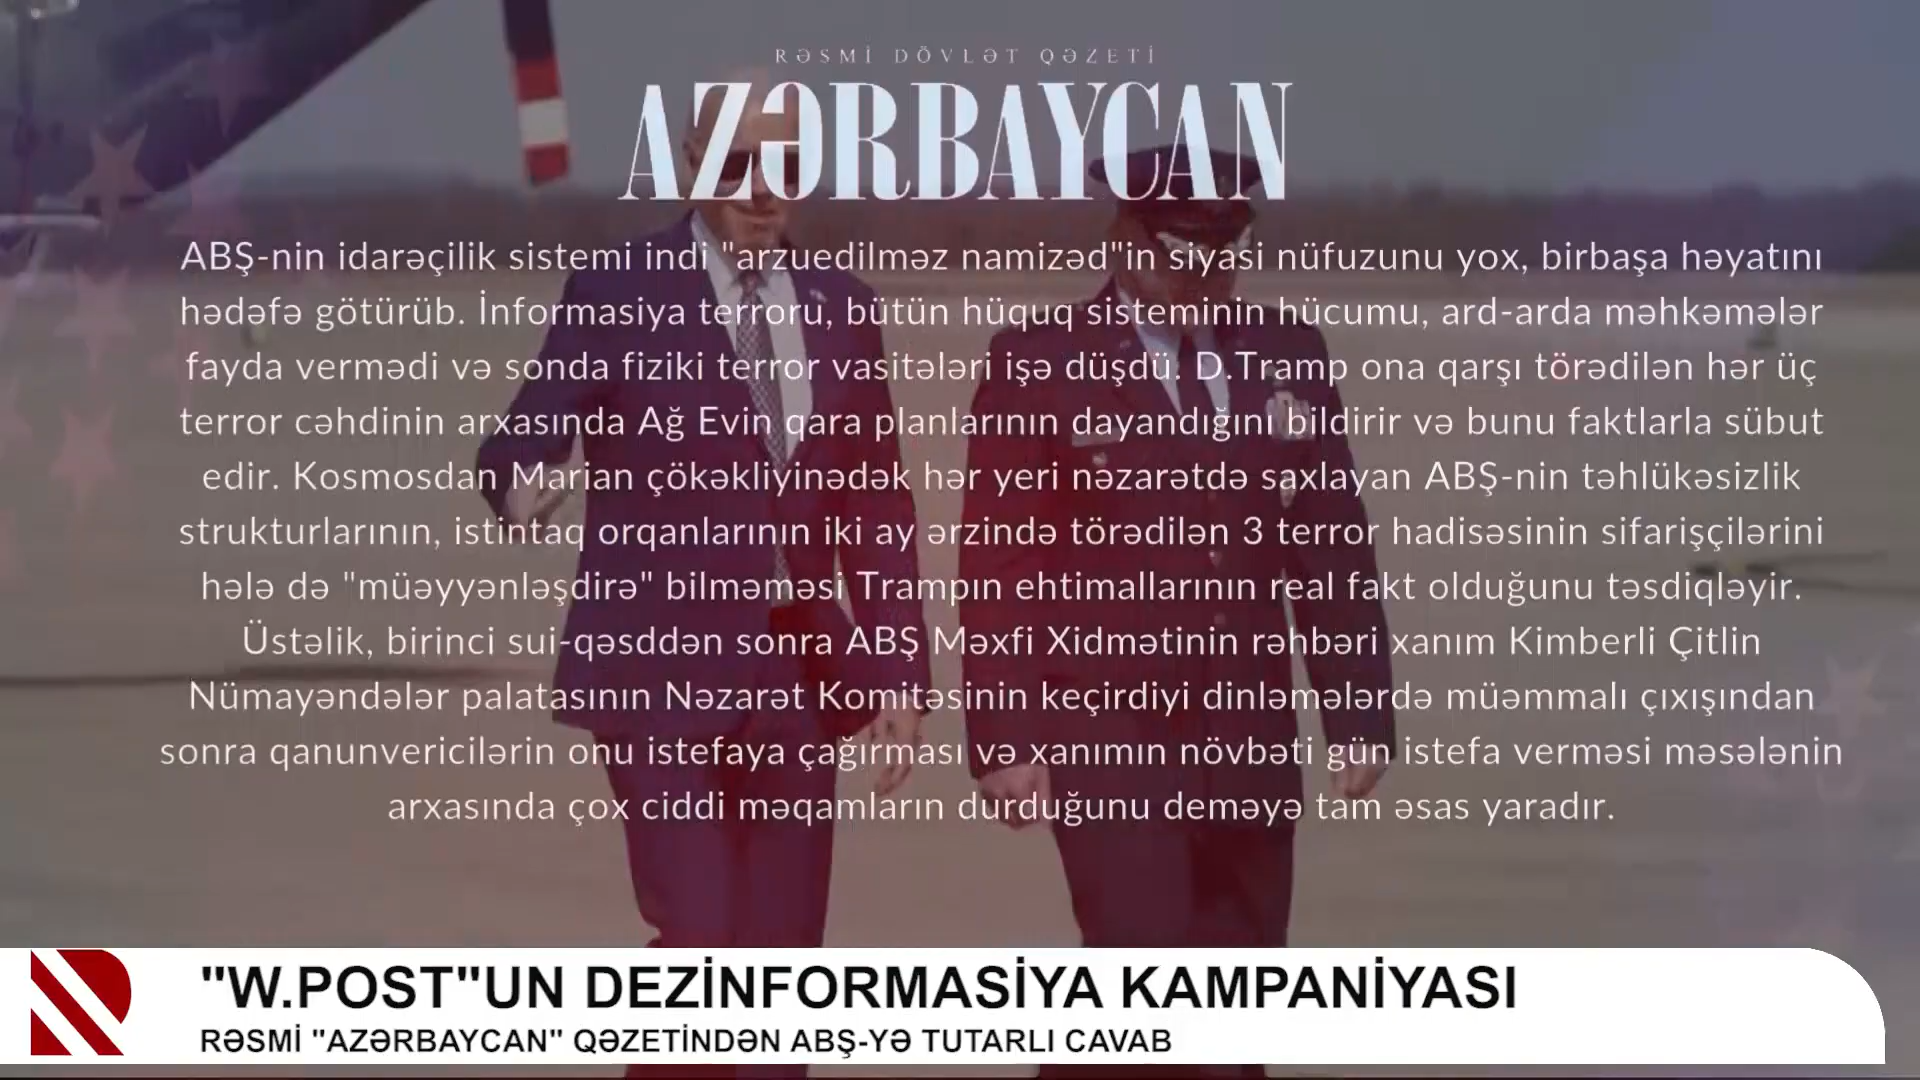 RƏSMİ DÖVLƏT QƏZETİ
AZƏRBAYCAN
ABŞ-nin idarəçilik sistemi indi "arzuedilməz namizəd"in siyasi nüfuzunu yox, birbaşa həyatını
hədəfə götürüb. İnformasiya terroru, bütün hüquq sisteminin hücumu, ard-arda məhkəmələr
fayda vermədi və sonda fiziki terror vasitələri işə düşdü. D.Tramp ona qarşı törədilən hər üç
terror cəhdinin arxasında Ağ Evin qara planlarının dayandığını bildirir və bunu faktlarla sübut
edir. Kosmosdan Marian çökəkliyinədək hər yeri nəzarətdə saxlayan ABŞ-nin təhlükəsizlik
strukturlarının, istintaq orqanlarının iki ay ərzində törədilən 3 terror hadisəsinin sifarişçilərini
hələ də "müəyyənləşdirə" bilməməsi Trampın ehtimallarının real fakt olduğunu təsdiqləyir.
Üstəlik, birinci sui-qəsddən sonra ABŞ Məxfi Xidmətinin rəhbəri xanım Kimberli Çitlin
Nümayəndələr palatasının Nəzarət Komitəsinin keçirdiyi dinləmələrdə müəmmalı çıxışından
sonra qanunvericilərin onu istefaya çağırması və xanımın növbəti gün istefa verməsi məsələnin
arxasında çox ciddi məqamların durduğunu deməyə tam əsas yaradır.
"W.POST"UN DEZİNFORMASİYA KAMPANİYASI
RƏSMİ "AZƏRBAYCAN" QƏZETİNDƏN ABŞ-YƏ TUTARLI CAVAB